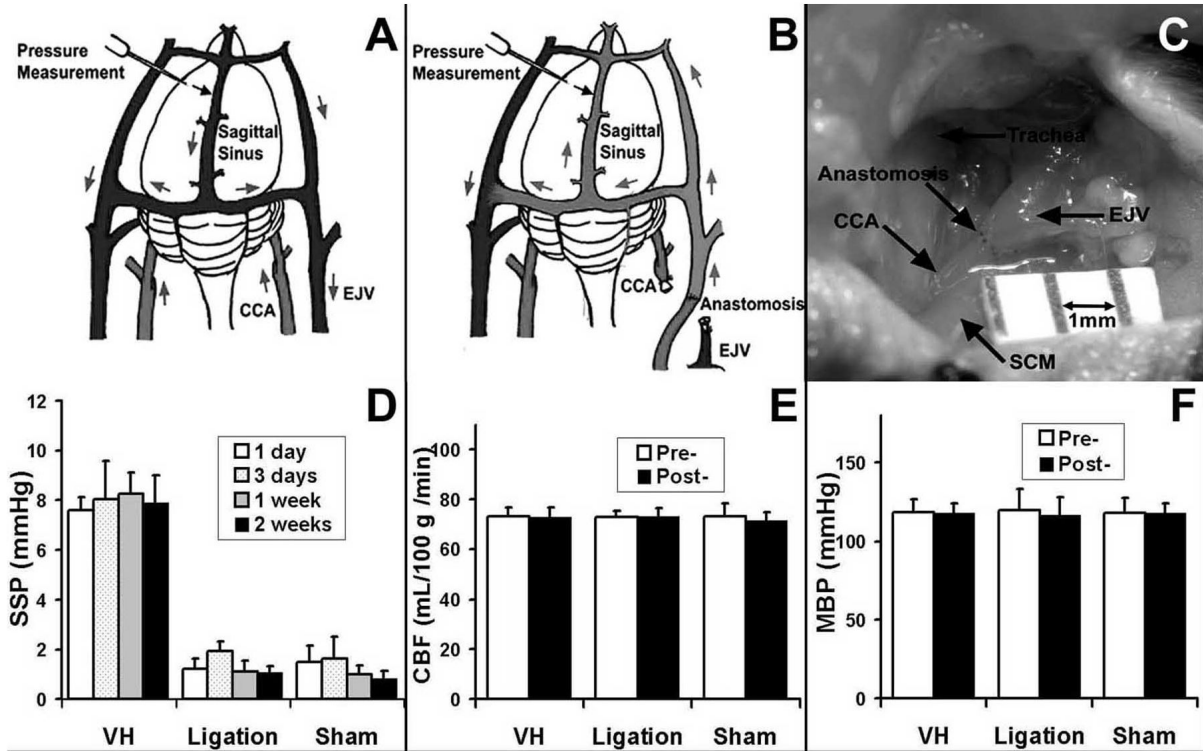 A
Pressure
Measurement
Sagittal
Sinus
CCA
EJV
B
Pressure
Measurement
Sagittal
Sinus
CCA
Anastomosis
EJV
C
Trachea
Anastomosis
CCA
EJV
1mm
SCM
D
SSP (mmHg)
12
10
8
6
4
2
0
1 day
3 days
1 week
2 weeks
VH Ligation Sham
E
CBF (mL/100 g /min)
100
80
60
40
20
0
Pre-
Post-
VH Ligation Sham
F
MBP (mmHg)
150
100
50
0
Pre-
Post-
VH Ligation Sham